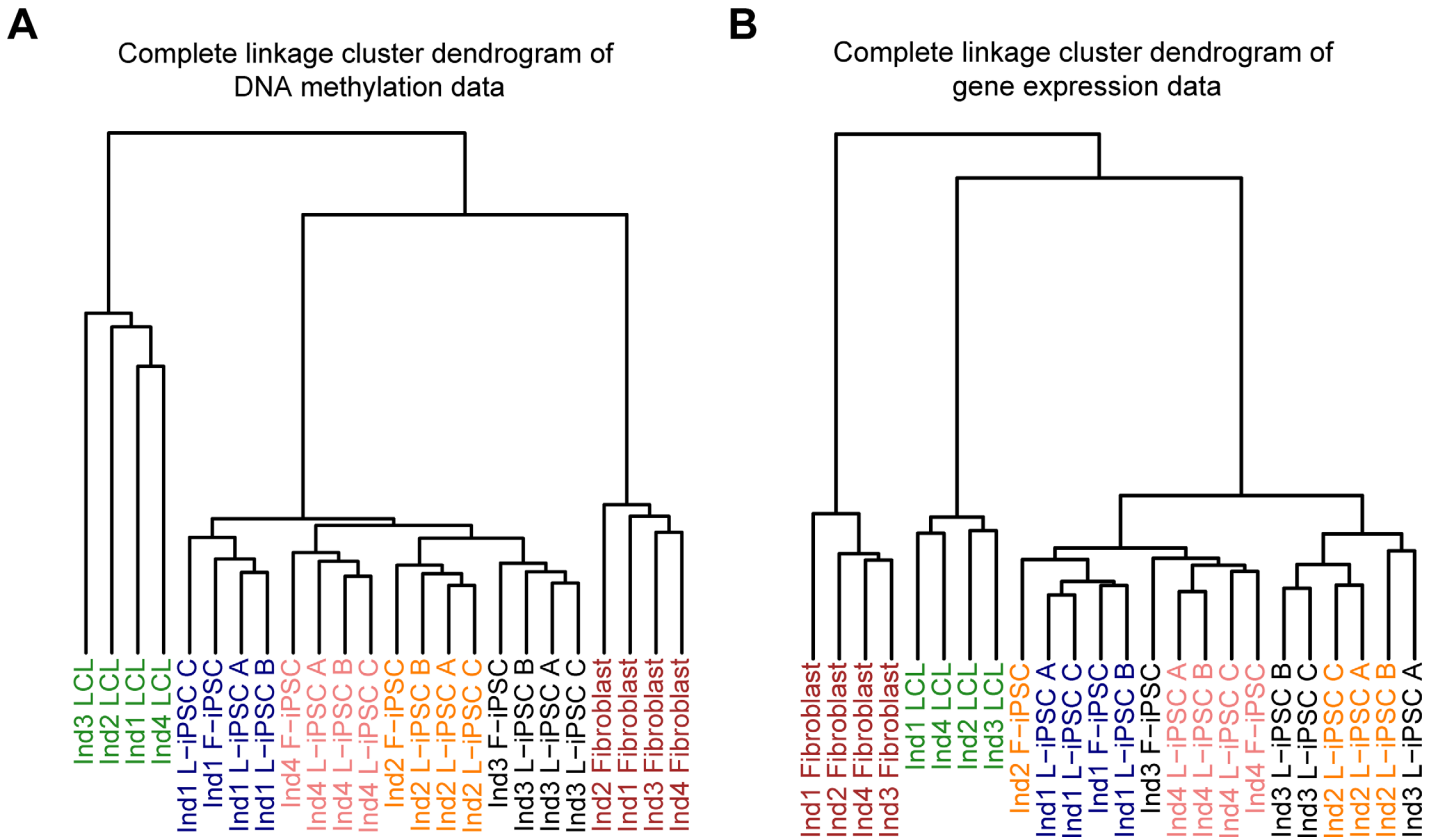 A
Complete linkage cluster dendrogram of
DNA methylation data
Ind3 LCL
Ind2 LCL
Ind1 LCL
Ind4 LCL
Ind1 L−iPSC C
Ind1 F−iPSC
Ind1 L−iPSC A
Ind1 L−iPSC B
Ind4 F−iPSC
Ind4 L−iPSC A
Ind4 L−iPSC B
Ind4 L−iPSC C
Ind2 F−iPSC
Ind2 L−iPSC B
Ind2 L−iPSC A
Ind2 L−iPSC C
Ind3 F−iPSC
Ind3 L−iPSC B
Ind3 L−iPSC A
Ind3 L−iPSC C
Ind2 Fibroblast
Ind1 Fibroblast
Ind3 Fibroblast
Ind4 Fibroblast
B
Complete linkage cluster dendrogram of
gene expression data
Ind1 Fibroblast
Ind2 Fibroblast
Ind4 Fibroblast
Ind3 Fibroblast
Ind1 LCL
Ind4 LCL
Ind2 LCL
Ind3 LCL
Ind2 F−iPSC
Ind1 L−iPSC A
Ind1 L−iPSC C
Ind1 F−iPSC
Ind1 L−iPSC B
Ind3 F−iPSC
Ind4 L−iPSC A
Ind4 L−iPSC B
Ind4 L−iPSC C
Ind4 F−iPSC
Ind3 L−iPSC B
Ind3 L−iPSC C
Ind2 L−iPSC C
Ind2 L−iPSC A
Ind2 L−iPSC B
Ind3 L−iPSC A